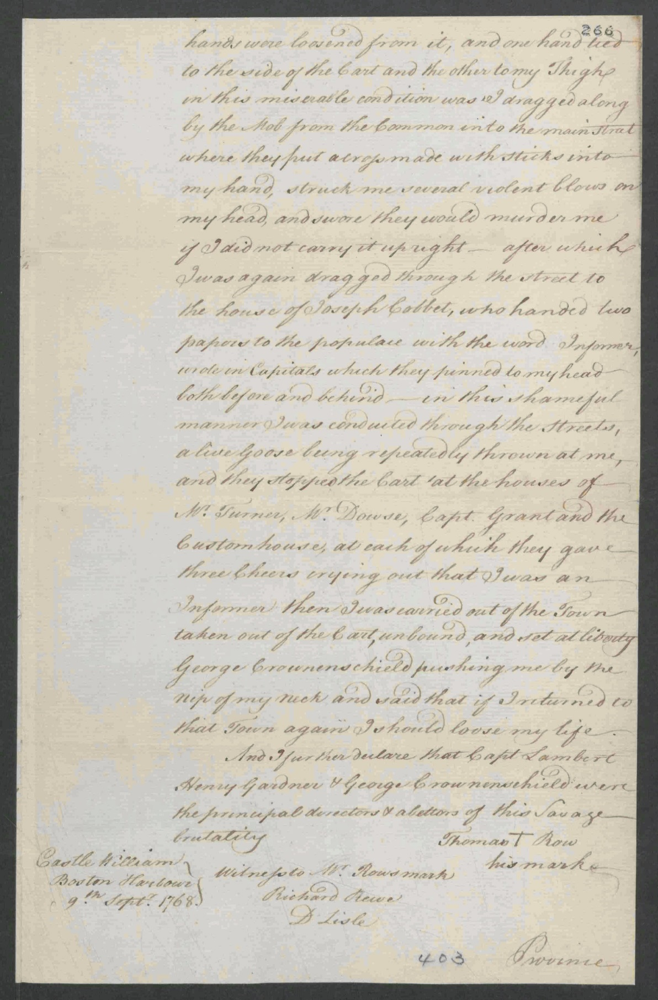 266
hands were loosened from it, and one hand tied
to the side of the Cart and the other to my Thigh
in this miserable condition was I dragged along
by the Mob from the Common into the main Street
where they put a cross made with sticks into
my hand, struck me several violent blows on
my head, and swore they would murder me
if I did not carry it upright — after which
I was again dragged through the street to
the house of Joseph Cobbet, who handed two
papers to the populace with the word Informer,
wrote in Capitals which they pinned to my head
both before and behind — in this shameful
manner I was conducted through the Streets,
a live Goose being repeatedly thrown at me,
and they stopped the Cart at the houses of
Mr. Turner, Mr. Dowse, Capt. Grant and the
Customhouse, at each of which they gave
three Cheers crying out that I was an
Informer then I was carried out of the Town
taken out of the Cart, unbound, and set at liberty
George Crownenschield pushing me by the
nip of my neck and said that if I returned to
that Town again I should loose my life.
And I further declare that Capt Lambert
Henry Gardner & George Crownenschield were
the principal directors & abettors of this Savage
brutality
Thomas † Row
his mark
Castle William
Boston Harbour
9th Septr. 1768.
Witness to Mr. Rows mark
Richard Reeve
D Lisle
403
Province